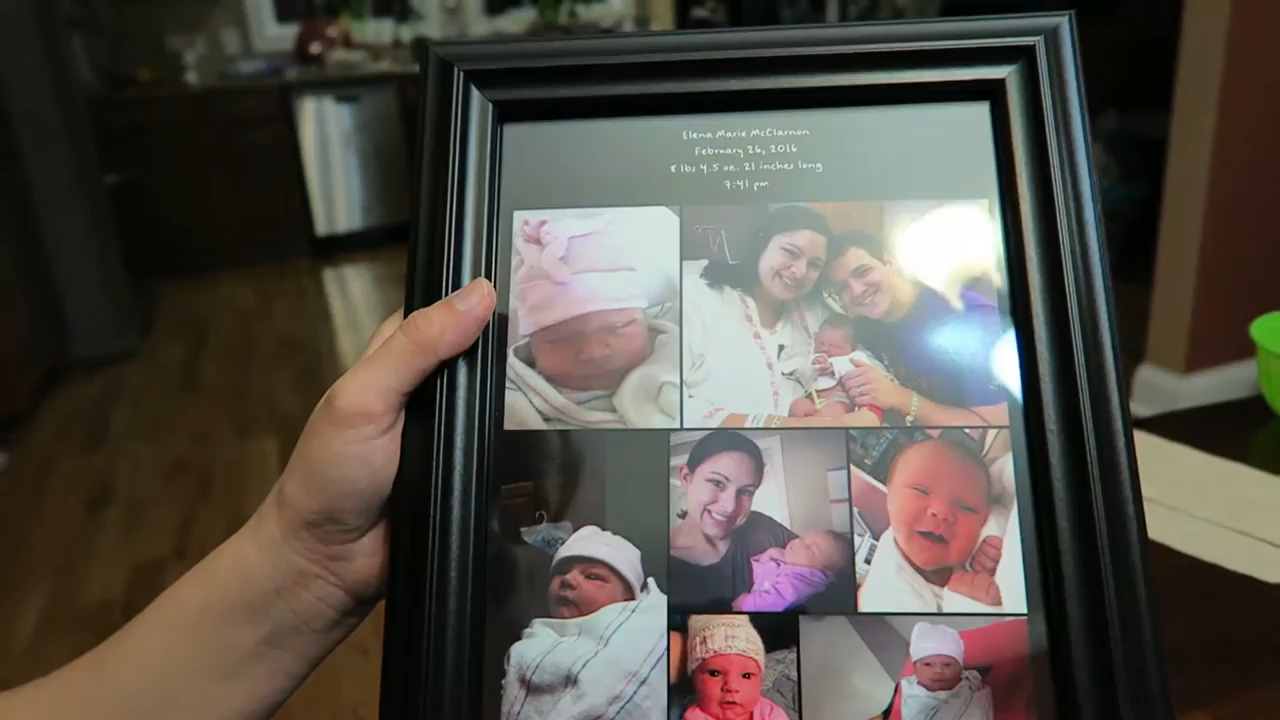 Elena Marie McClarnon
February 26, 2016
8 lbs 4.5 oz. 21 inches long
7:41 pm